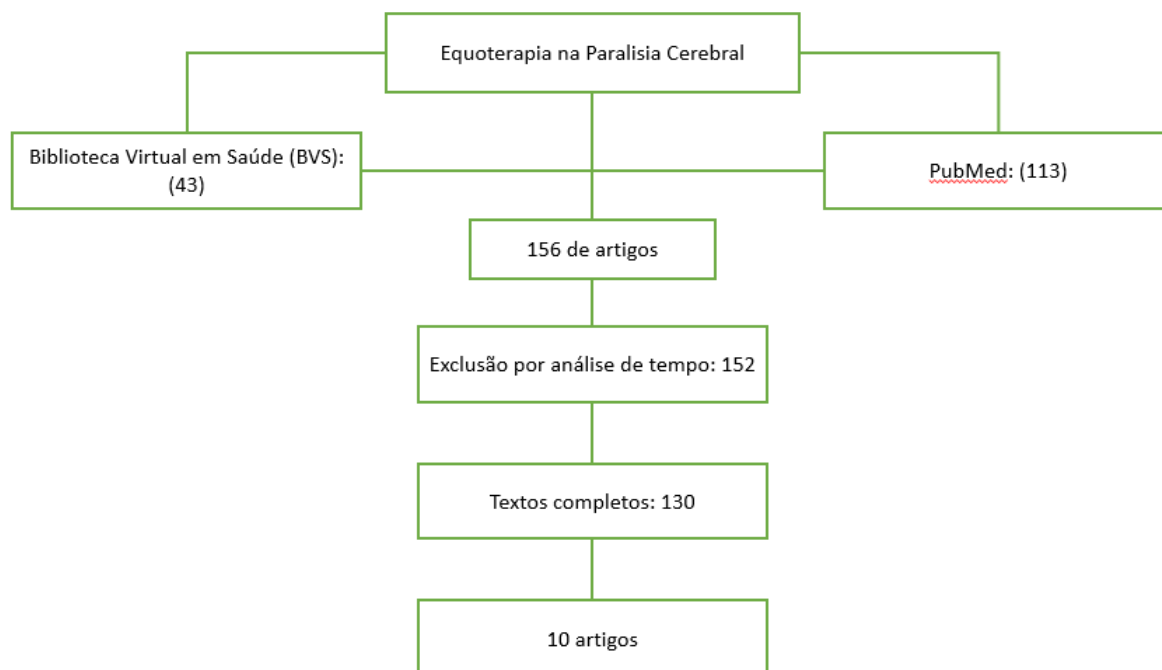 Equoterapia na Paralisia Cerebral
Biblioteca Virtual em Saúde (BVS):
(43)
PubMed: (113)
156 de artigos
Exclusão por análise de tempo: 152
Textos completos: 130
10 artigos